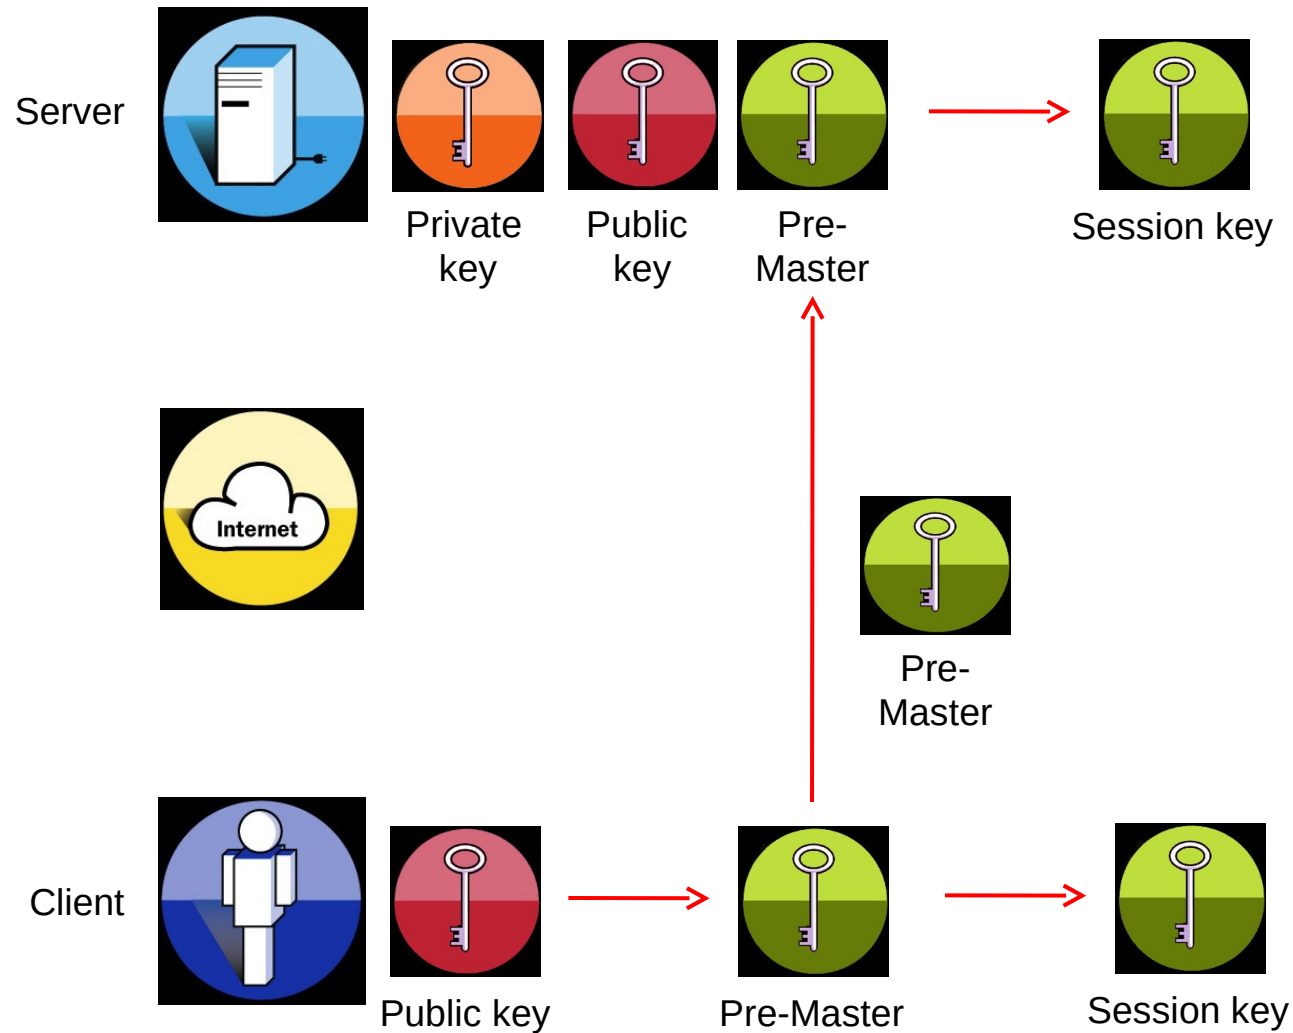 Server
Private
key
Public
key
Pre-
Master
Session key
Internet
Pre-
Master
Client
Public key
Pre-Master
Session key